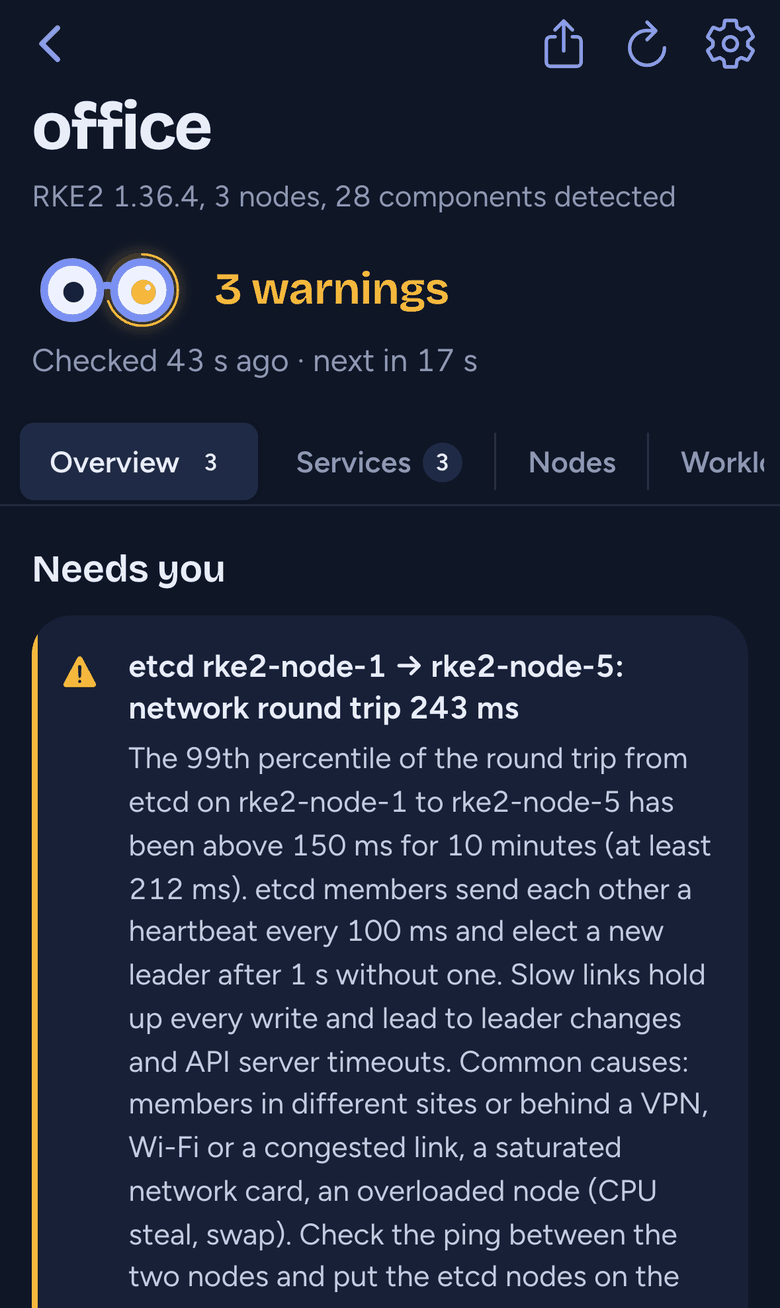 office
RKE2 1.36.4, 3 nodes, 28 components detected
3 warnings
Checked 43 s ago · next in 17 s
Overview 3 Services 3 Nodes
Needs you
etcd rke2-node-1 → rke2-node-5:
network round trip 243 ms
The 99th percentile of the round trip from
etcd on rke2-node-1 to rke2-node-5 has
been above 150 ms for 10 minutes (at least
212 ms). etcd members send each other a
heartbeat every 100 ms and elect a new
leader after 1 s without one. Slow links hold
up every write and lead to leader changes
and API server timeouts. Common causes:
members in different sites or behind a VPN,
Wi-Fi or a congested link, a saturated
network card, an overloaded node (CPU
steal, swap). Check the ping between the
two nodes and put the etcd nodes on the